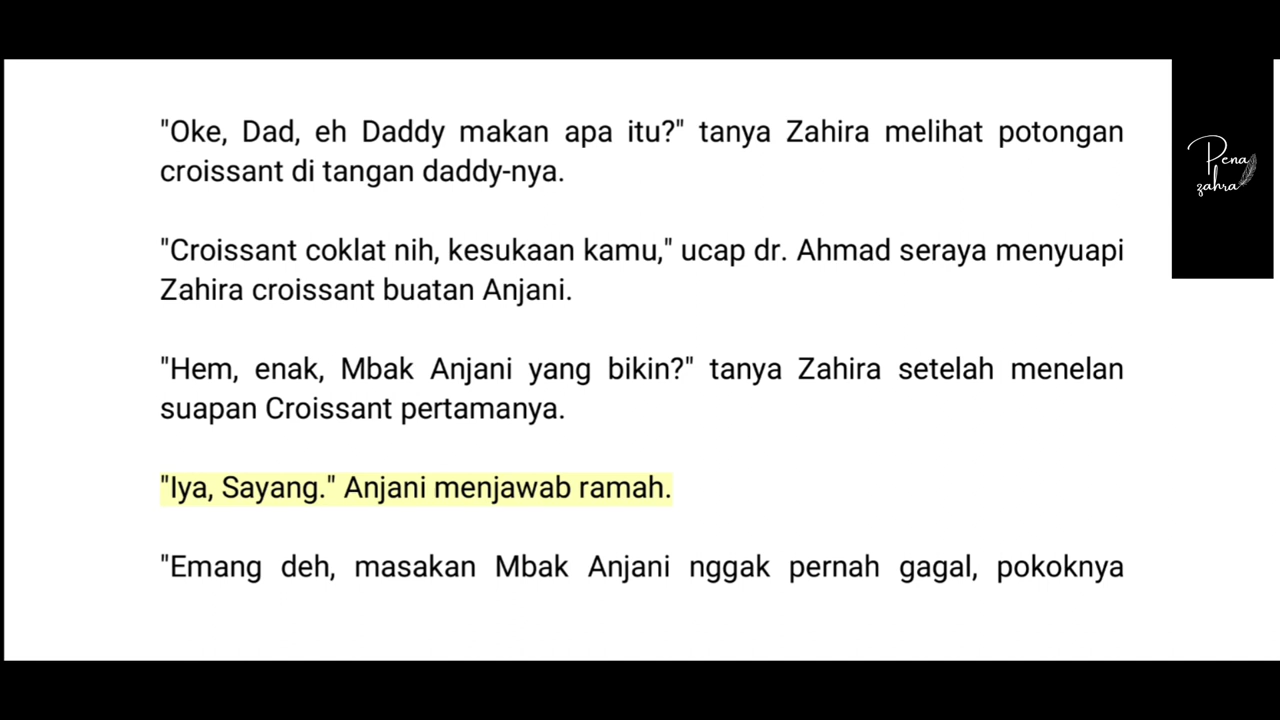 "Oke, Dad, eh Daddy makan apa itu?" tanya Zahira melihat potongan
croissant di tangan daddy-nya.
"Croissant coklat nih, kesukaan kamu," ucap dr. Ahmad seraya menyuapi
Zahira croissant buatan Anjani.
"Hem, enak, Mbak Anjani yang bikin?" tanya Zahira setelah menelan
suapan Croissant pertamanya.
"Iya, Sayang." Anjani menjawab ramah.
"Emang deh, masakan Mbak Anjani nggak pernah gagal, pokoknya
Pena
zahra